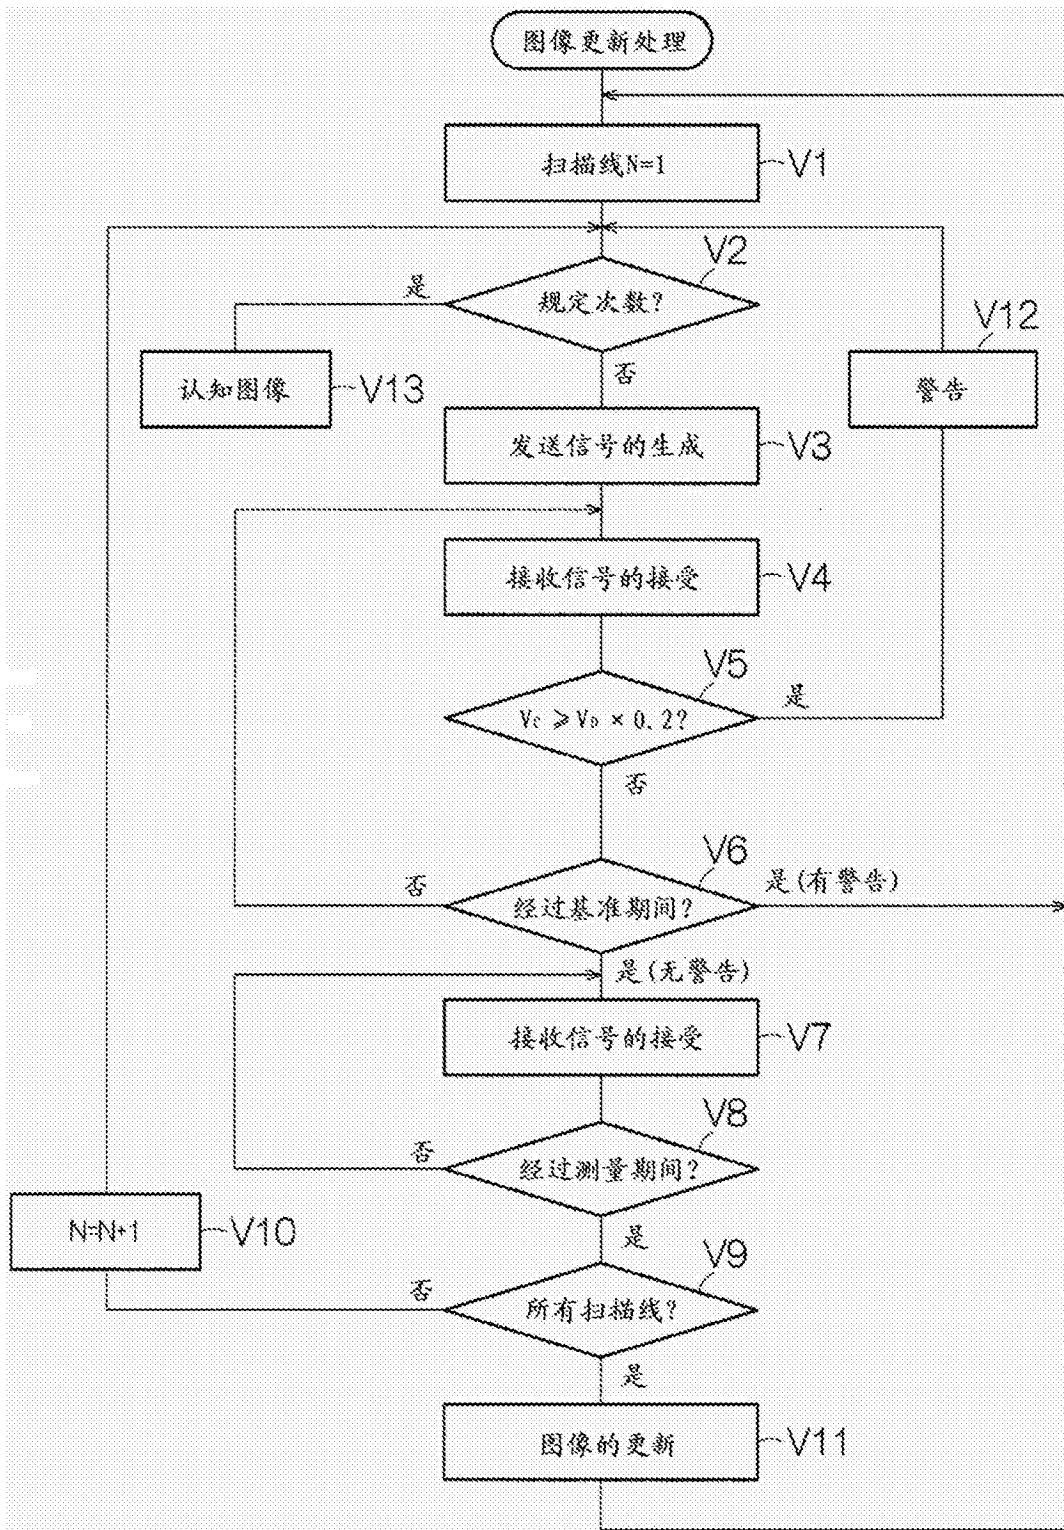 图像更新处理
扫描线N=1
V1
V2
是
规定次数?
V12
认知图像
V13
否
警告
发送信号的生成
V3
接收信号的接受
V4
V5
是
VC ≥ VD × 0.2?
否
V6
否
是(有警告)
经过基准期间?
是(无警告)
接收信号的接受
V7
V8
否
经过测量期间?
N=N+1
V10
是
V9
否
所有扫描线?
是
图像的更新
V11